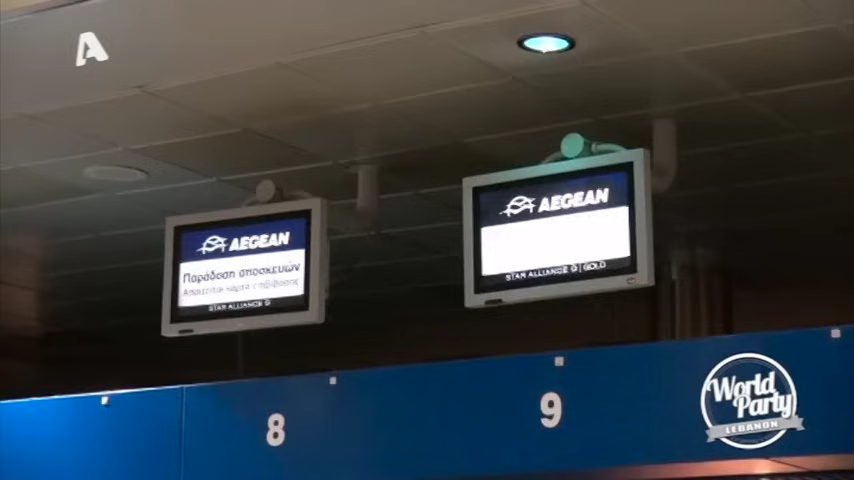 A
AEGEAN
Παράδοση αποσκευών
Απαιτείται κάρτα επιβίβασης
STAR ALLIANCE
AEGEAN
STAR ALLIANCE GOLD
8
9
World
Party
LEBANON